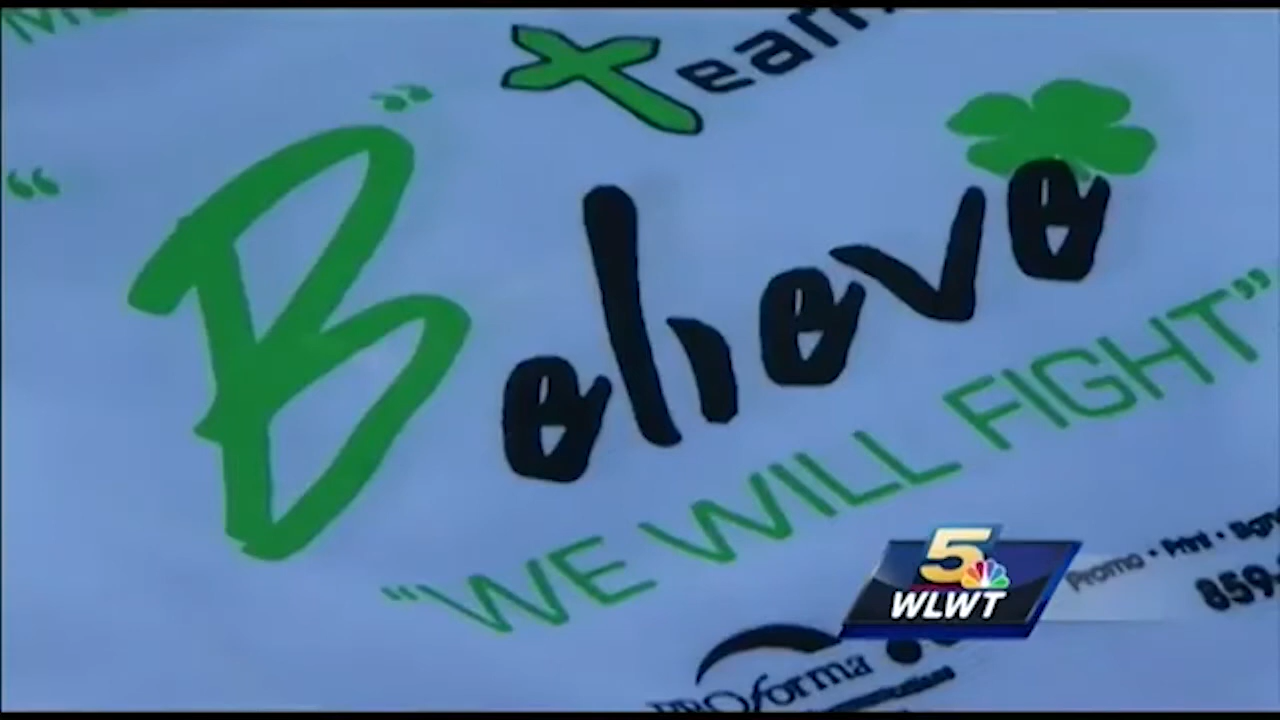 Team
"Believe"
"WE WILL FIGHT"
Promo • Print •
859-
PROforma
5
WLWT